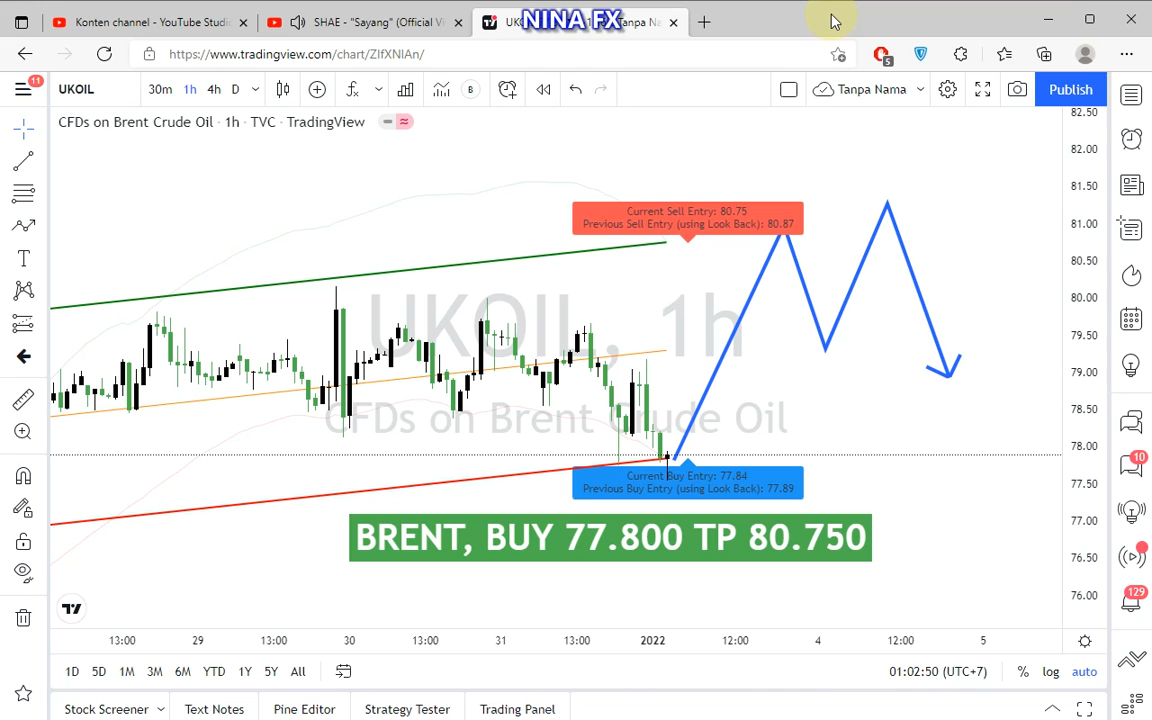 Konten channel - YouTube Studio
SHAE - "Sayang" (Official Vi
NINA FX
Tanpa Na
https://www.tradingview.com/chart/ZIfXNIAn/
5
11
UKOIL
30m
1h
4h
D
B
Tanpa Nama
Publish
CFDs on Brent Crude Oil · 1h · TVC · TradingView
82.50
82.00
81.50
81.00
80.50
80.00
79.50
79.00
78.50
78.00
77.50
77.00
76.50
76.00
Current Sell Entry: 80.75
Previous Sell Entry (using Look Back): 80.87
UKOIL, 1h
CFDs on Brent Crude Oil
Current Buy Entry: 77.84
Previous Buy Entry (using Look Back): 77.89
BRENT, BUY 77.800 TP 80.750
10
129
13:00
29
13:00
30
13:00
31
13:00
2022
12:00
4
12:00
5
1D
5D
1M
3M
6M
YTD
1Y
5Y
All
01:02:50 (UTC+7)
%
log
auto
Stock Screener
Text Notes
Pine Editor
Strategy Tester
Trading Panel